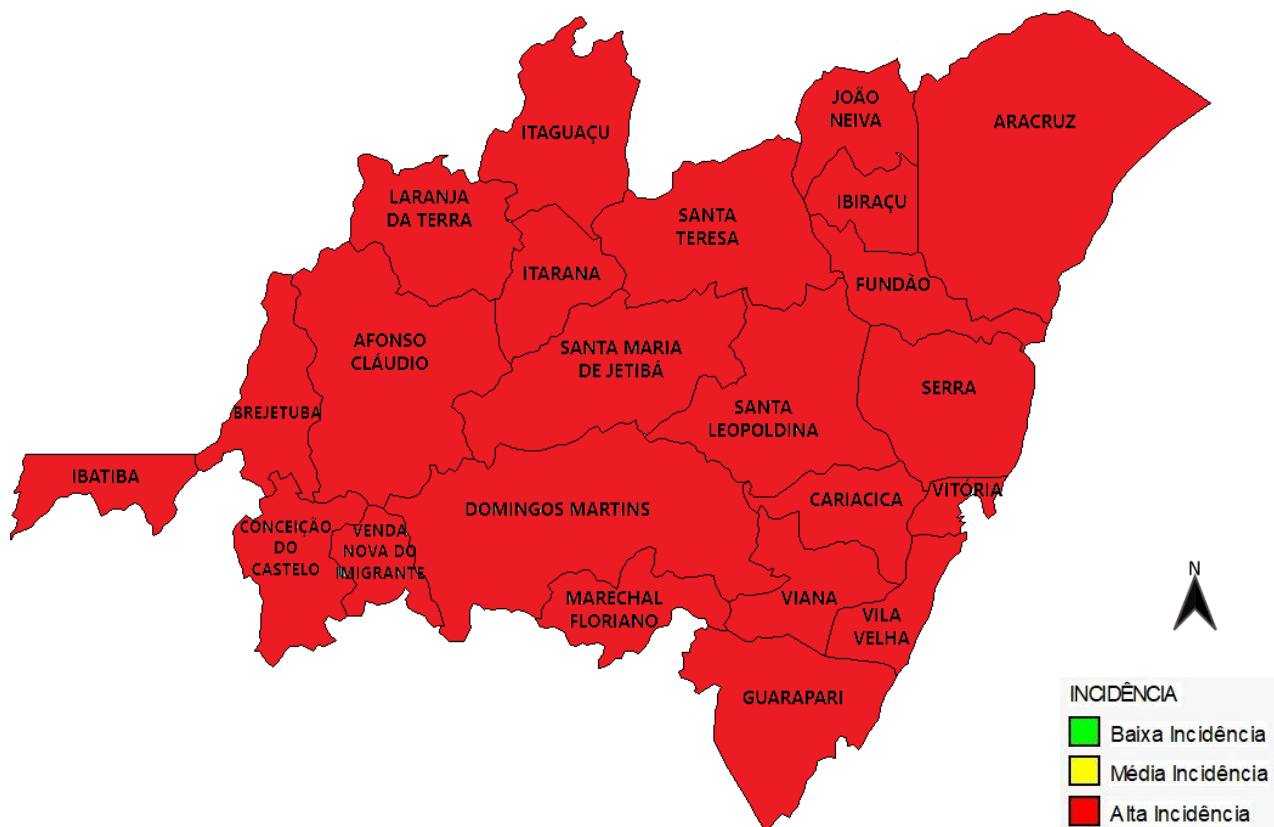 ITAGUAÇU
JOÃO
NEIVA
ARACRUZ
LARANJA
DA TERRA
SANTA
TERESA
IBIRAÇU
ITARANA
FUNDÃO
AFONSO
CLÁUDIO
SANTA MARIA
DE JETIBÁ
SERRA
BREJETUBA
SANTA
LEOPOLDINA
IBATIBA
DOMINGOS MARTINS
CARIACICA
VITÓRIA
CONCEIÇÃO
DO
CASTELO
VENDA
NOVA DO
IMIGRANTE
MARECHAL
FLORIANO
VIANA
VILA
VELHA
GUARAPARI
N
INCIDÊNCIA
Baixa Incidência
Média Incidência
Alta Incidência